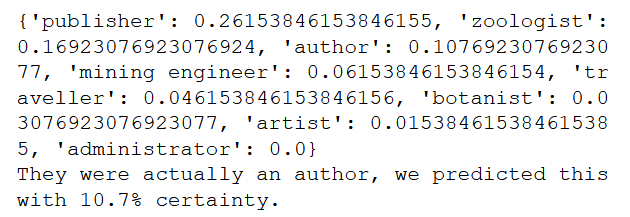 {'publisher': 0.26153846153846155, 'zoologist':
0.16923076923076924, 'author': 0.10769230769230
77, 'mining engineer': 0.06153846153846154, 'tr
aveller': 0.046153846153846156, 'botanist': 0.0
3076923076923077, 'artist': 0.01538461538461538
5, 'administrator': 0.0}
They were actually an author, we predicted this
with 10.7% certainty.